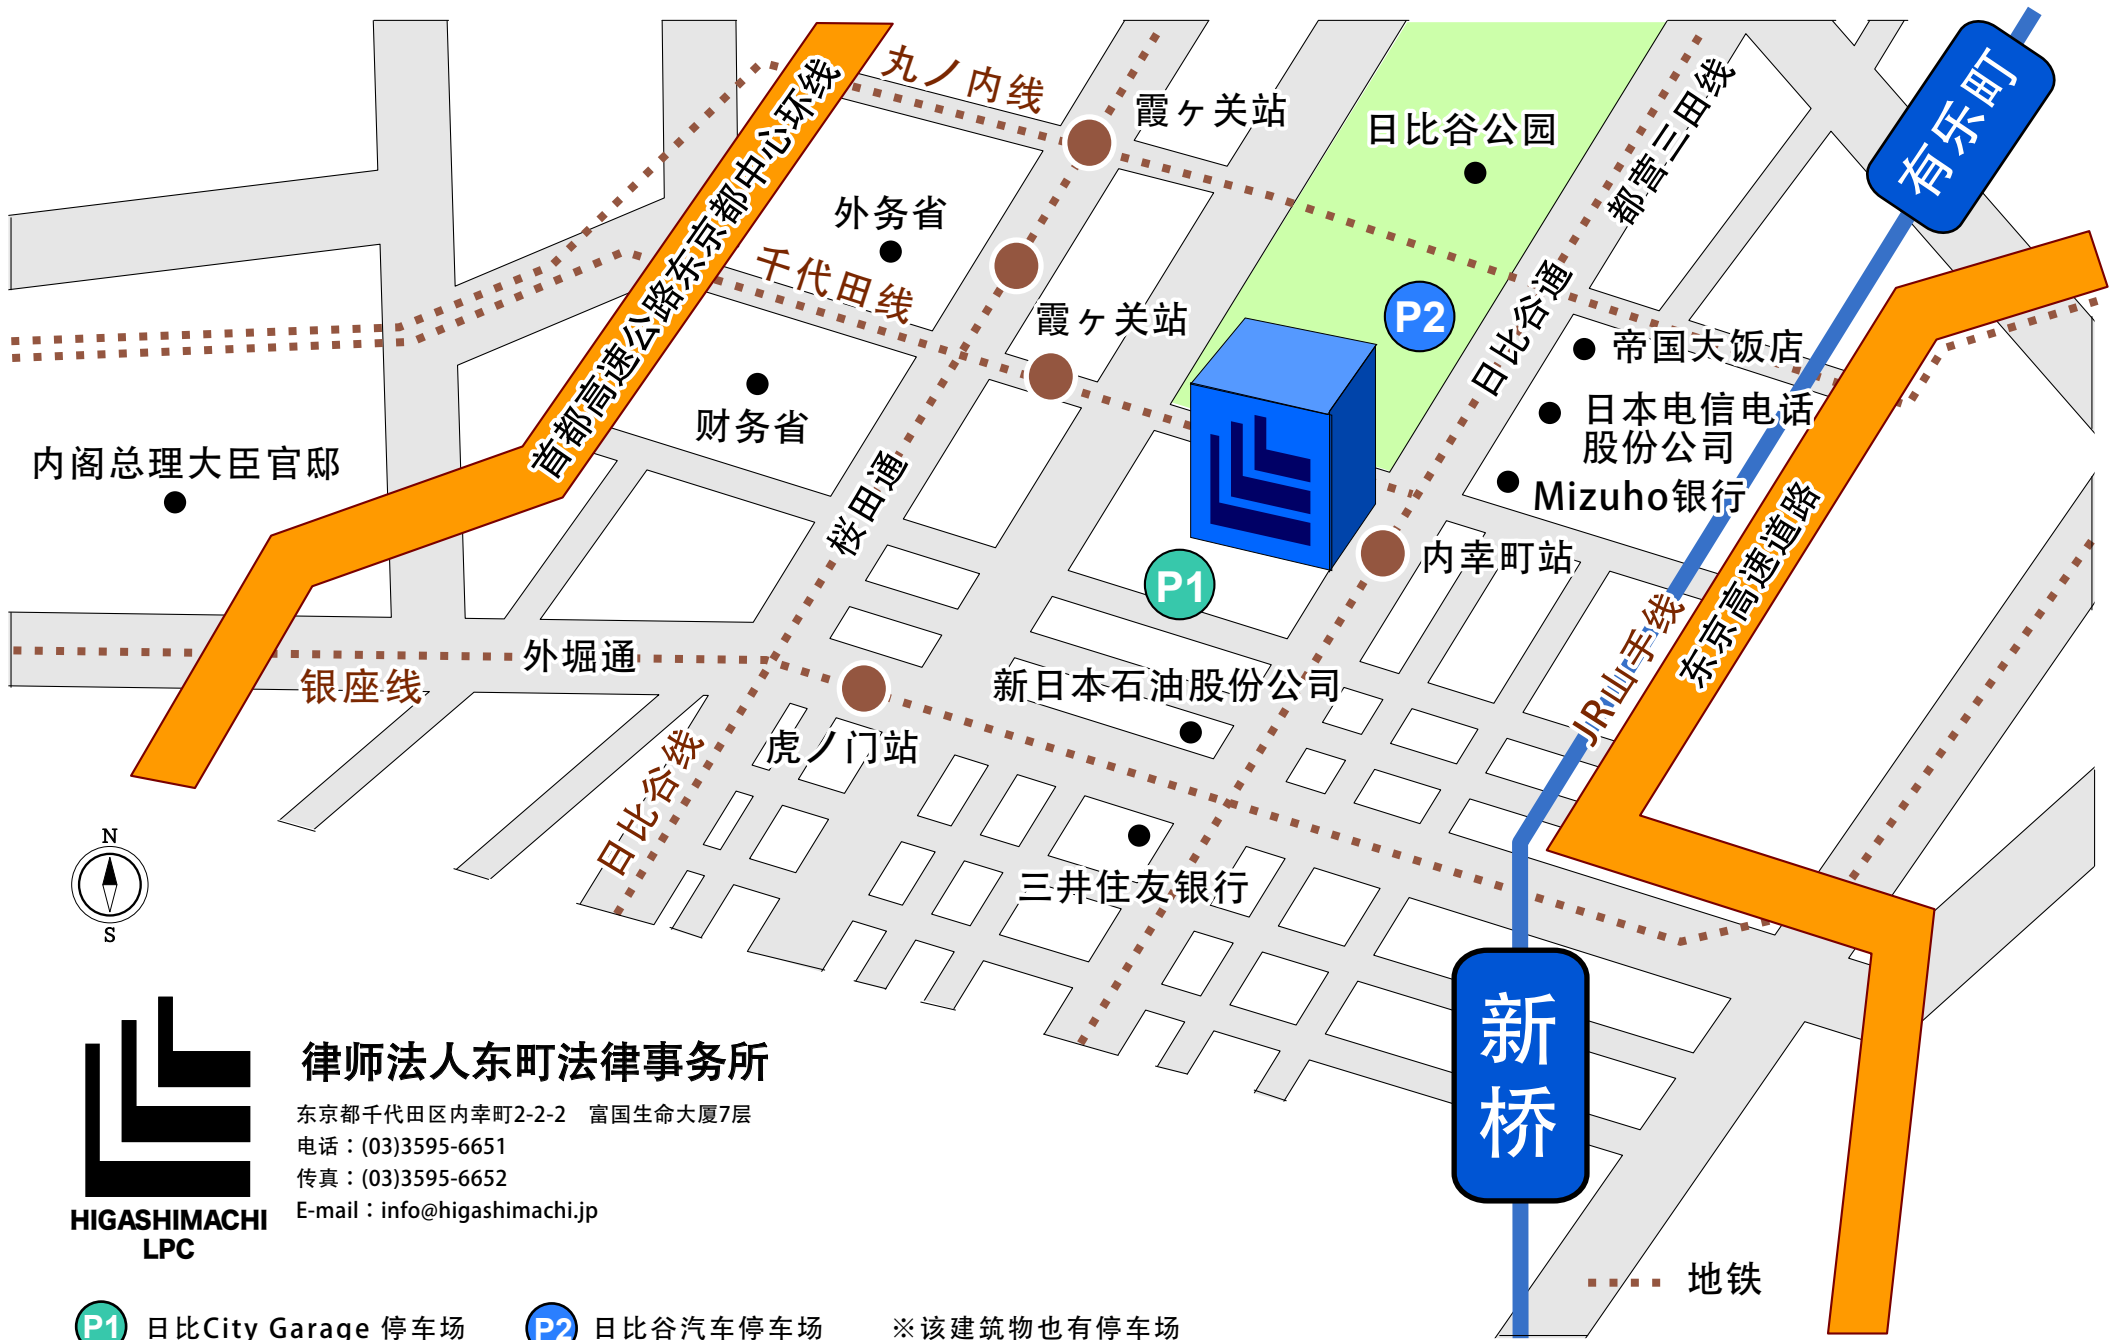 丸ノ内线
霞ヶ关站
日比谷公园
都营三田线
有乐町
首都高速公路东京都中心环线
外务省
千代田线
霞ヶ关站
P2
日比谷通
帝国大饭店
日本电信电话
股份公司
Mizuho银行
财务省
内阁总理大臣官邸
桜田通
P1
内幸町站
东京高速道路
JR山手线
外堀通
银座线
新日本石油股份公司
虎ノ门站
日比谷线
三井住友银行
N
S
新桥
律师法人东町法律事务所
东京都千代田区内幸町2-2-2　富国生命大厦7层
电话：(03)3595-6651
传真：(03)3595-6652
E-mail：info@higashimachi.jp
HIGASHIMACHI
LPC
地铁
P1 日比City Garage 停车场 P2 日比谷汽车停车场 ※该建筑物也有停车场